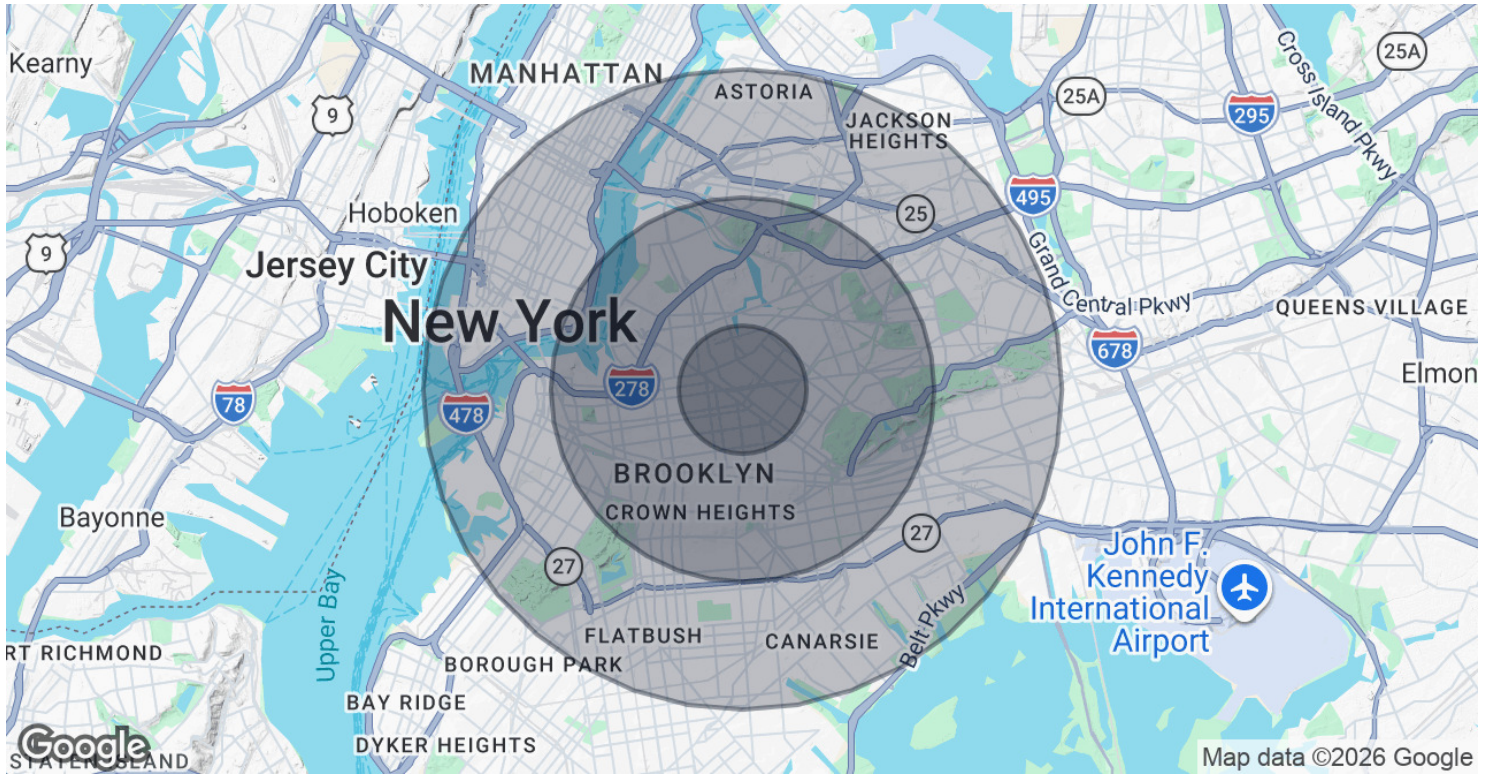 Kearny
MANHATTAN
ASTORIA
25A
Cross Island Pkwy
9
25A
295
JACKSON
HEIGHTS
495
Hoboken
25
9
Jersey City
Grand Central Pkwy
New York
QUEENS VILLAGE
678
Elmon
278
78
478
BROOKLYN
CROWN HEIGHTS
Bayonne
27
27
John F.
Kennedy
International
Airport
Upper Bay
FLATBUSH
CANARSIE
Belt Pkwy
RT RICHMOND
BOROUGH PARK
BAY RIDGE
DYKER HEIGHTS
Google
STATEN ISLAND
Map data ©2026 Google